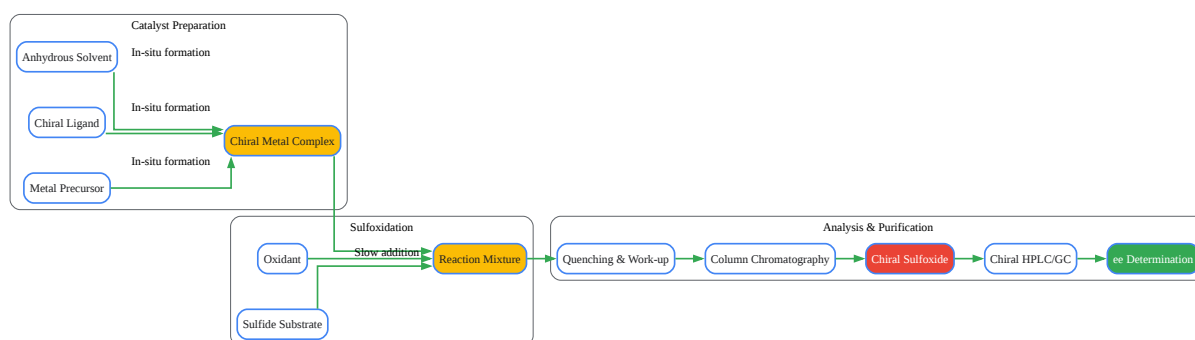 Catalyst Preparation
Anhydrous Solvent
In-situ formation
Chiral Ligand
In-situ formation
Chiral Metal Complex
In-situ formation
Metal Precursor
Sulfoxidation
Oxidant
Slow addition
Reaction Mixture
Sulfide Substrate
Analysis & Purification
Quenching & Work-up
Column Chromatography
Chiral Sulfoxide
Chiral HPLC/GC
ee Determination